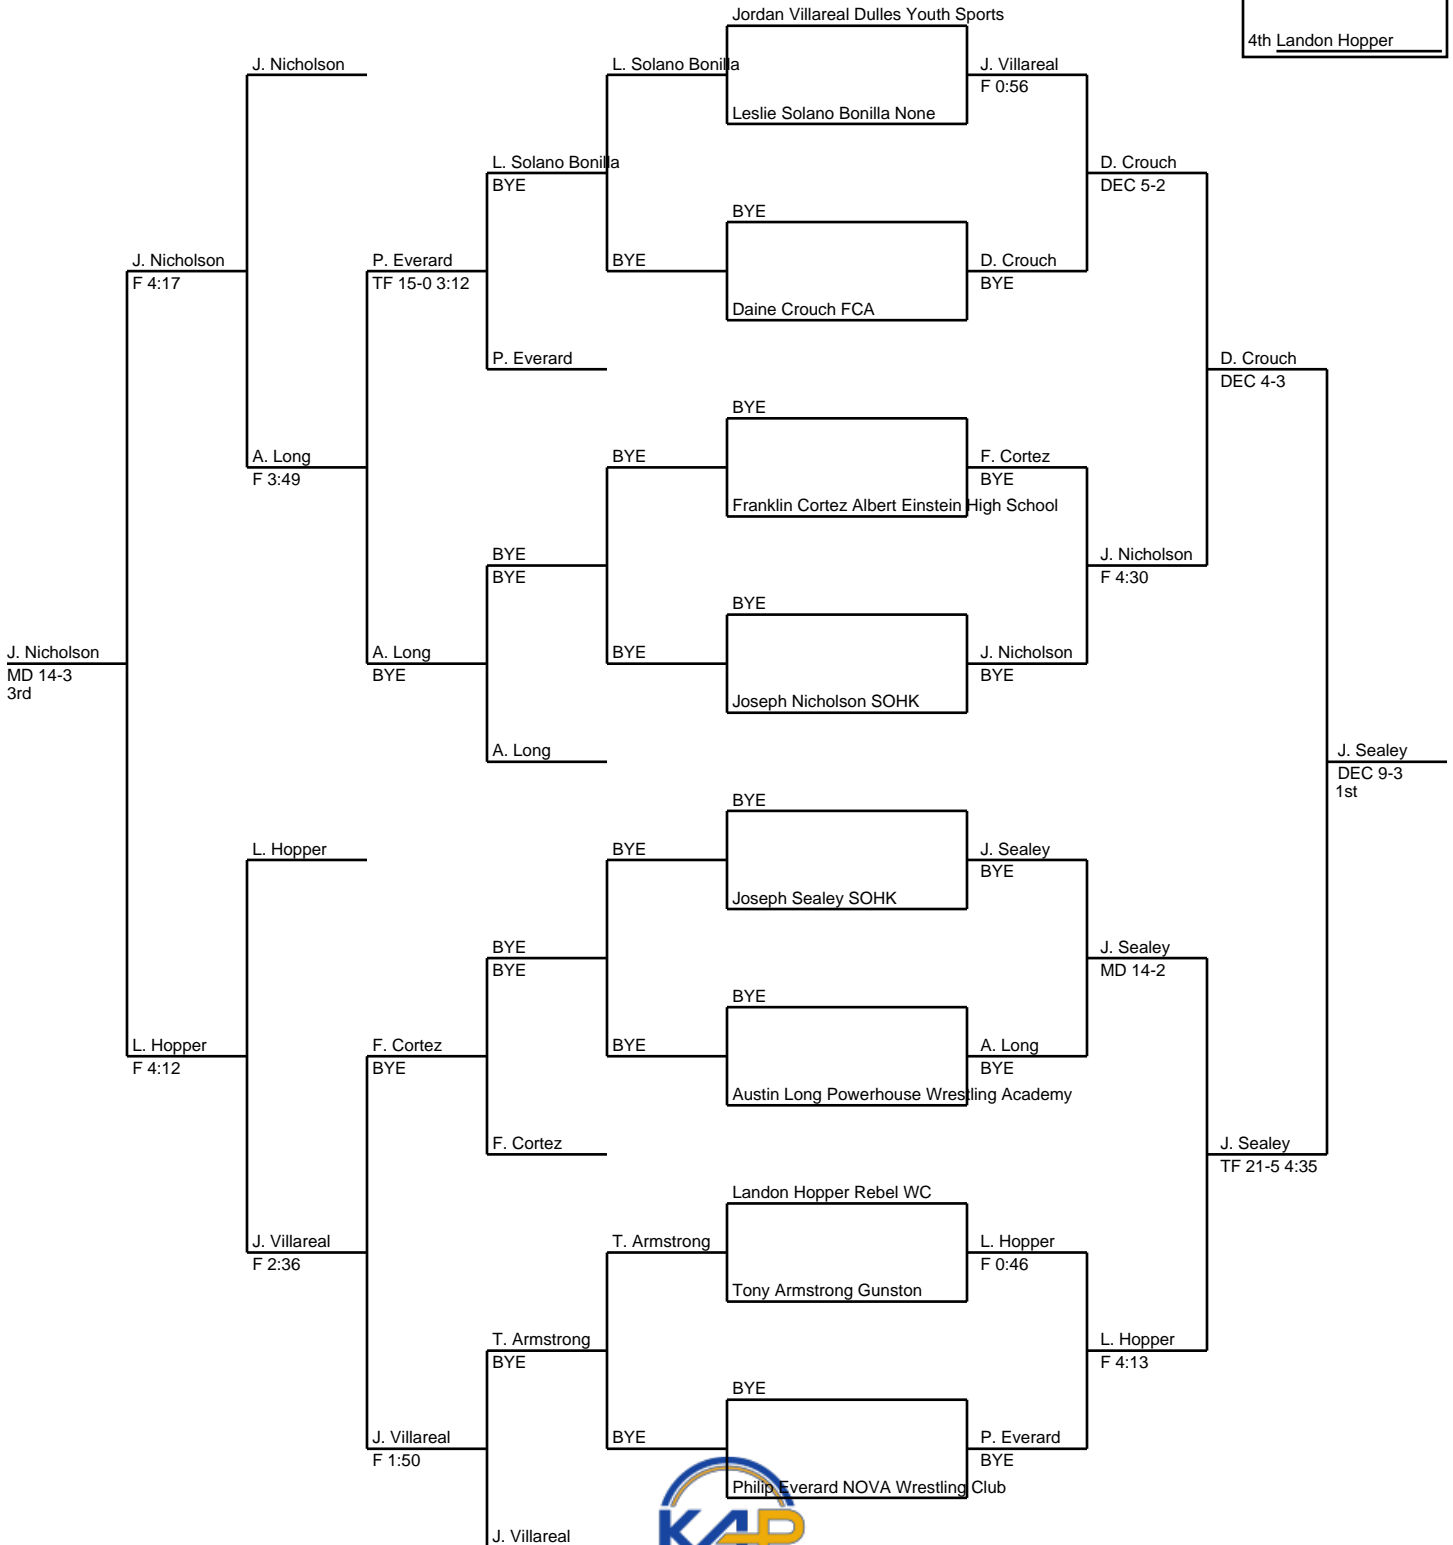 Jordan Villareal Dulles Youth Sports
4th Landon Hopper
J. Nicholson
L. Solano Bonilla
J. Villareal
F 0:56
Leslie Solano Bonilla None
L. Solano Bonilla
BYE
D. Crouch
DEC 5-2
BYE
J. Nicholson
F 4:17
P. Everard
TF 15-0 3:12
BYE
D. Crouch
BYE
Daine Crouch FCA
P. Everard
D. Crouch
DEC 4-3
BYE
A. Long
F 3:49
BYE
F. Cortez
BYE
Franklin Cortez Albert Einstein High School
BYE
BYE
J. Nicholson
F 4:30
BYE
J. Nicholson
MD 14-3
3rd
A. Long
BYE
BYE
J. Nicholson
BYE
Joseph Nicholson SOHK
A. Long
J. Sealey
DEC 9-3
1st
BYE
L. Hopper
BYE
J. Sealey
BYE
Joseph Sealey SOHK
BYE
BYE
J. Sealey
MD 14-2
BYE
L. Hopper
F 4:12
F. Cortez
BYE
BYE
A. Long
BYE
Austin Long Powerhouse Wrestling Academy
F. Cortez
J. Sealey
TF 21-5 4:35
Landon Hopper Rebel WC
J. Villareal
F 2:36
T. Armstrong
L. Hopper
F 0:46
Tony Armstrong Gunston
T. Armstrong
BYE
L. Hopper
F 4:13
BYE
J. Villareal
F 1:50
BYE
P. Everard
BYE
Philip Everard NOVA Wrestling Club
J. Villareal
KAP